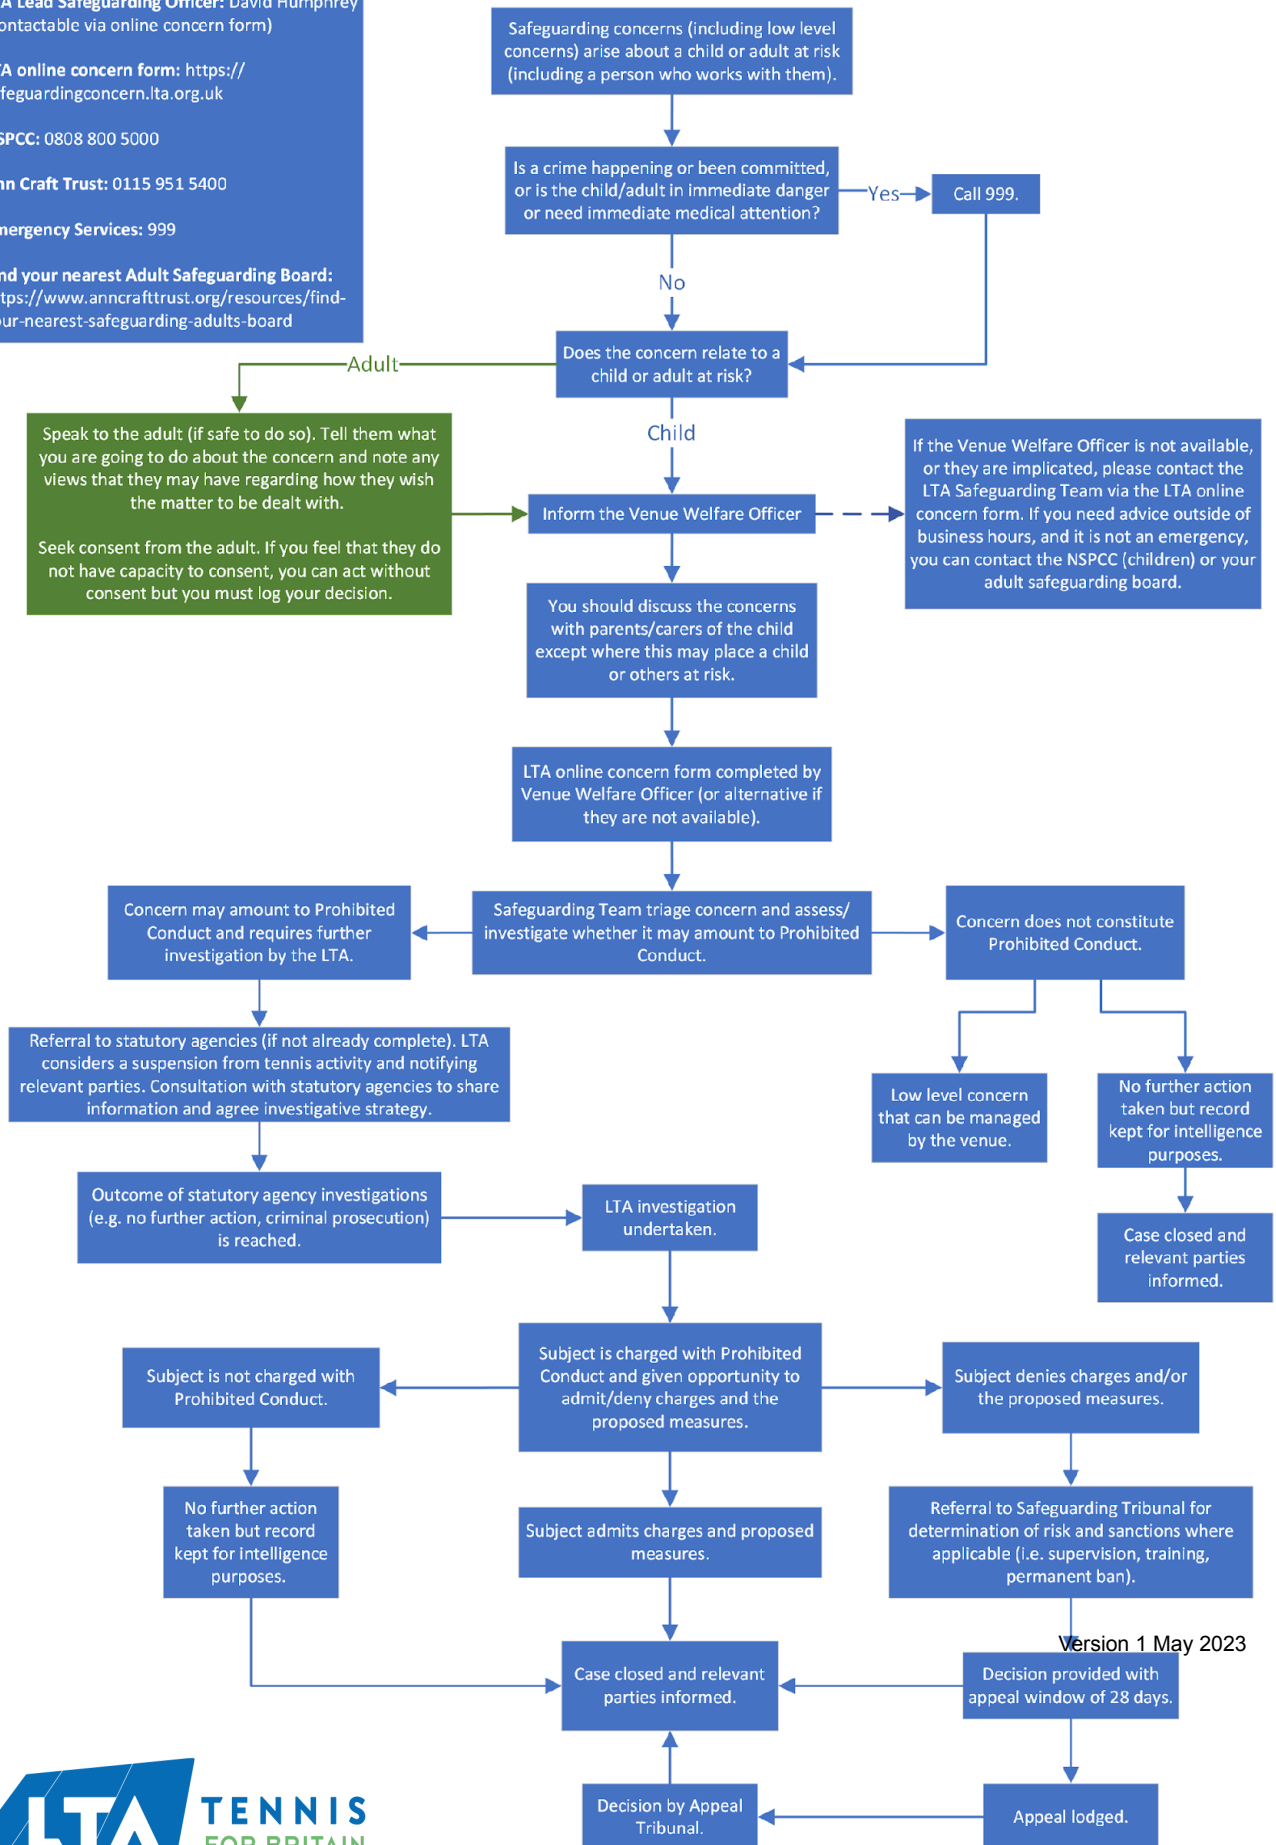 A Lead Safeguarding Officer: David Humphrey
ontactable via online concern form)
TA online concern form: https://
afeguardingconcern.lta.org.uk
SPCC: 0808 800 5000
nn Craft Trust: 0115 951 5400
mergency Services: 999
nd your nearest Adult Safeguarding Board:
tps://www.anncrafttrust.org/resources/find-
our-nearest-safeguarding-adults-board
Safeguarding concerns (including low level
concerns) arise about a child or adult at risk
(including a person who works with them).
Is a crime happening or been committed,
or is the child/adult in immediate danger
or need immediate medical attention?
Yes
Call 999.
No
Does the concern relate to a
child or adult at risk?
Adult
Child
Speak to the adult (if safe to do so). Tell them what
you are going to do about the concern and note any
views that they may have regarding how they wish
the matter to be dealt with.
Seek consent from the adult. If you feel that they do
not have capacity to consent, you can act without
consent but you must log your decision.
Inform the Venue Welfare Officer
If the Venue Welfare Officer is not available,
or they are implicated, please contact the
LTA Safeguarding Team via the LTA online
concern form. If you need advice outside of
business hours, and it is not an emergency,
you can contact the NSPCC (children) or your
adult safeguarding board.
You should discuss the concerns
with parents/carers of the child
except where this may place a child
or others at risk.
LTA online concern form completed by
Venue Welfare Officer (or alternative if
they are not available).
Concern may amount to Prohibited
Conduct and requires further
investigation by the LTA.
Safeguarding Team triage concern and assess/
investigate whether it may amount to Prohibited
Conduct.
Concern does not constitute
Prohibited Conduct.
Referral to statutory agencies (if not already complete). LTA
considers a suspension from tennis activity and notifying
relevant parties. Consultation with statutory agencies to share
information and agree investigative strategy.
Low level concern
that can be managed
by the venue.
No further action
taken but record
kept for intelligence
purposes.
Outcome of statutory agency investigations
(e.g. no further action, criminal prosecution)
is reached.
LTA investigation
undertaken.
Case closed and
relevant parties
informed.
Subject is not charged with
Prohibited Conduct.
Subject is charged with Prohibited
Conduct and given opportunity to
admit/deny charges and the
proposed measures.
Subject denies charges and/or
the proposed measures.
No further action
taken but record
kept for intelligence
purposes.
Subject admits charges and proposed
measures.
Referral to Safeguarding Tribunal for
determination of risk and sanctions where
applicable (i.e. supervision, training,
permanent ban).
Version 1 May 2023
Case closed and relevant
parties informed.
Decision provided with
appeal window of 28 days.
Decision by Appeal
Tribunal.
Appeal lodged.
LTA
TENNIS
FOR BRITAIN